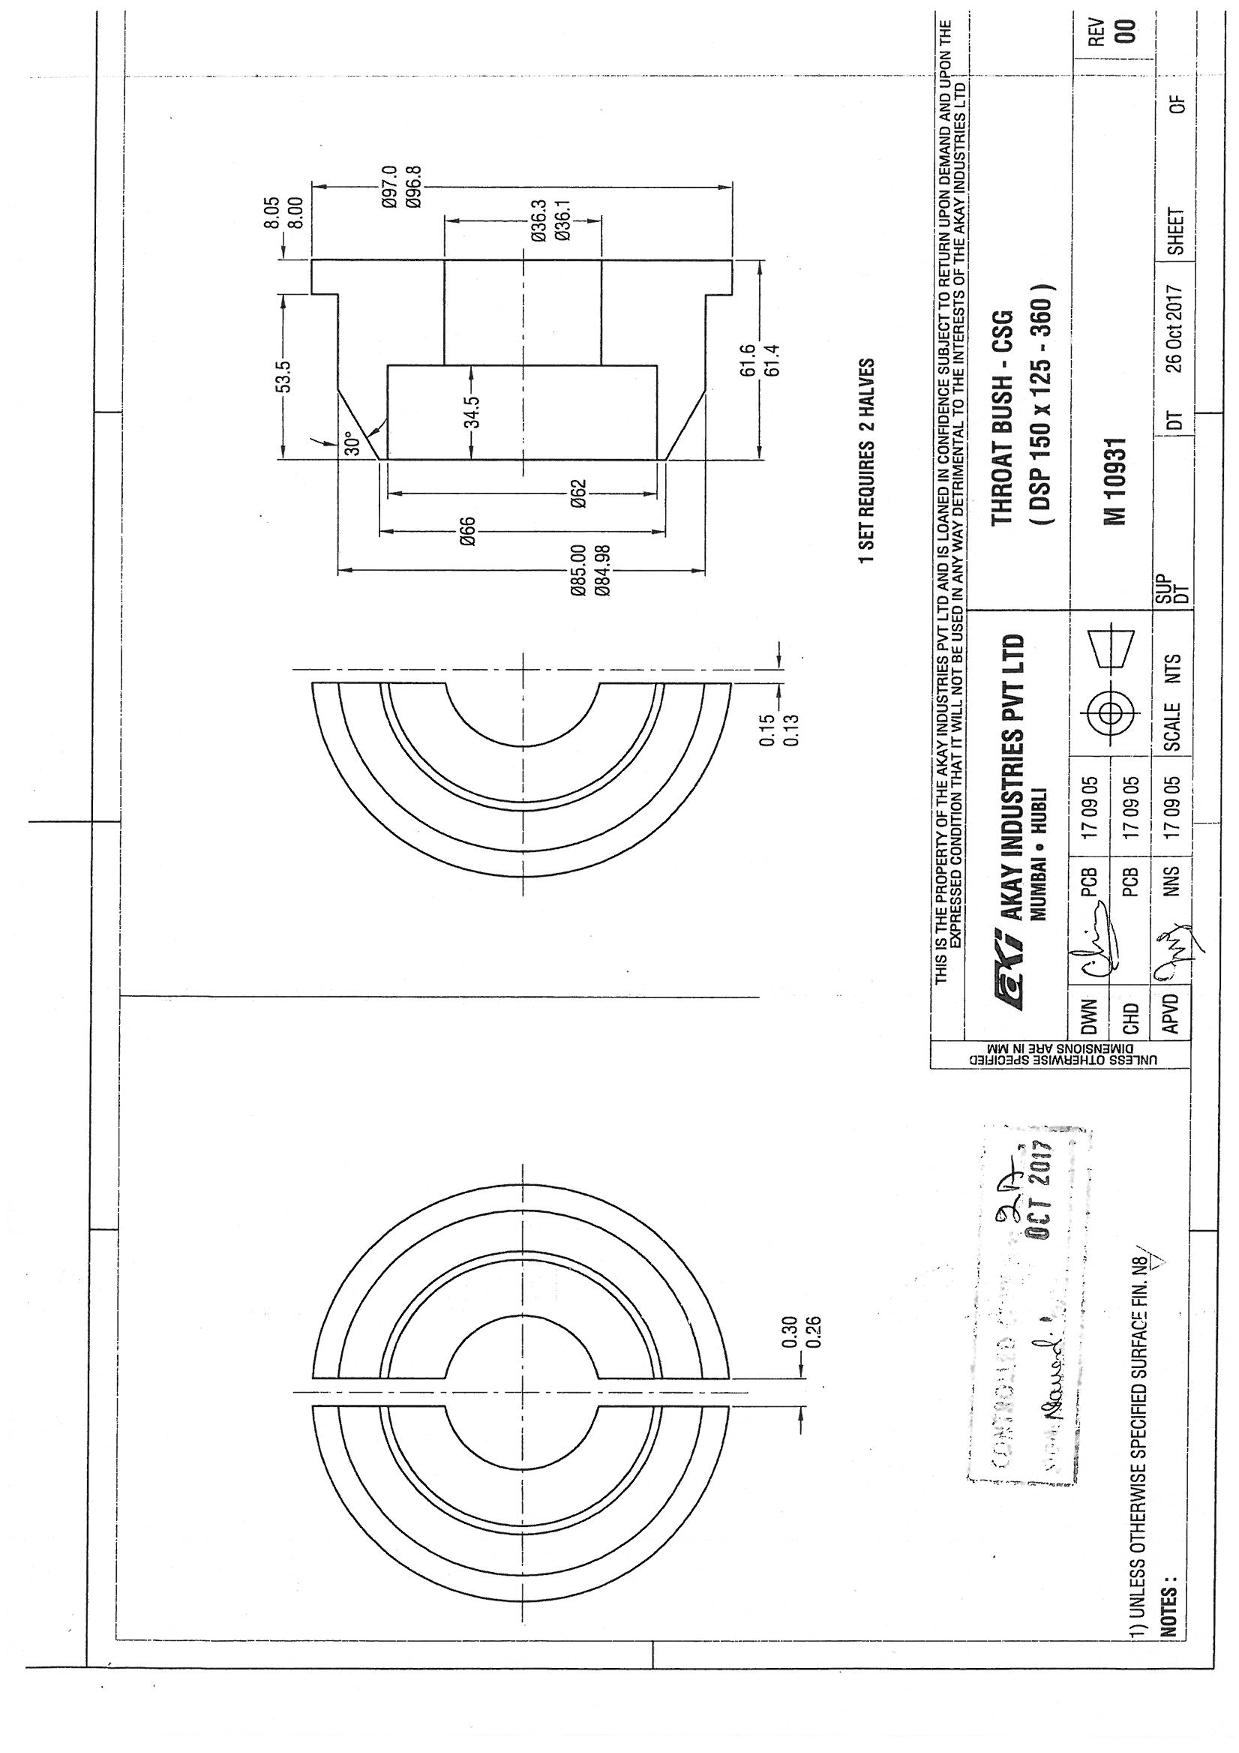 8.05
8.00
Ø97.0
Ø96.8
Ø36.3
Ø36.1
53.5
30°
34.5
61.6
61.4
Ø62
Ø66
Ø85.00
Ø84.98
1 SET REQUIRES 2 HALVES
0.15
0.13
0.30
0.26
THIS IS THE PROPERTY OF THE AKAY INDUSTRIES PVT LTD AND IS LOANED IN CONFIDENCE SUBJECT TO RETURN UPON DEMAND AND UPON THE
EXPRESSED CONDITION THAT IT WILL NOT BE USED IN ANY WAY DETRIMENTAL TO THE INTERESTS OF THE AKAY INDUSTRIES LTD
aKi AKAY INDUSTRIES PVT LTD
MUMBAI • HUBLI
THROAT BUSH - CSG
( DSP 150 x 125 - 360 )
DWN PCB 17 09 05
CHD PCB 17 09 05
APVD NNS 17 09 05
SCALE NTS
M 10931
REV
00
SUP
DT
DT 26 Oct 2017
SHEET OF
UNLESS OTHERWISE SPECIFIED
DIMENSIONS ARE IN MM
CONTROLLED
OCT 2017
1) UNLESS OTHERWISE SPECIFIED SURFACE FIN. N8
NOTES :